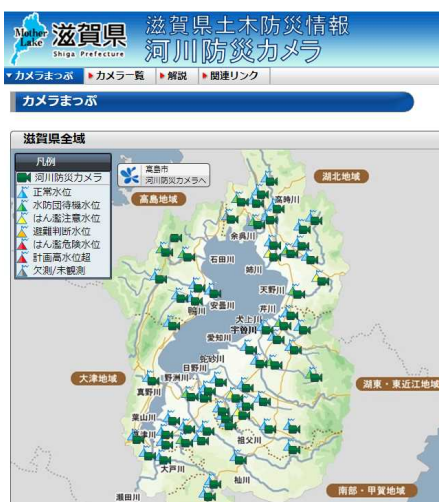 Mother Lake
滋賀県
Shiga Prefecture
滋賀県土木防災情報
河川防災カメラ
カメラまっぷ
カメラ一覧
解説
関連リンク
カメラまっぷ
滋賀県全域
凡例
河川防災カメラ
正常水位
水防団待機水位
はん濫注意水位
避難判断水位
はん濫危険水位
計画高水位超
欠測/未観測
高島市
河川防災カメラへ
高島地域
湖北地域
高時川
余呉川
石田川
姉川
天野川
安曇川
鴨川
芹川
犬上川
宇曽川
愛知川
蛇砂川
日野川
大津地域
野洲川
真野川
湖東・東近江地域
葉山川
草津川
祖父川
大戸川
杣川
南部・甲賀地域
瀬田川